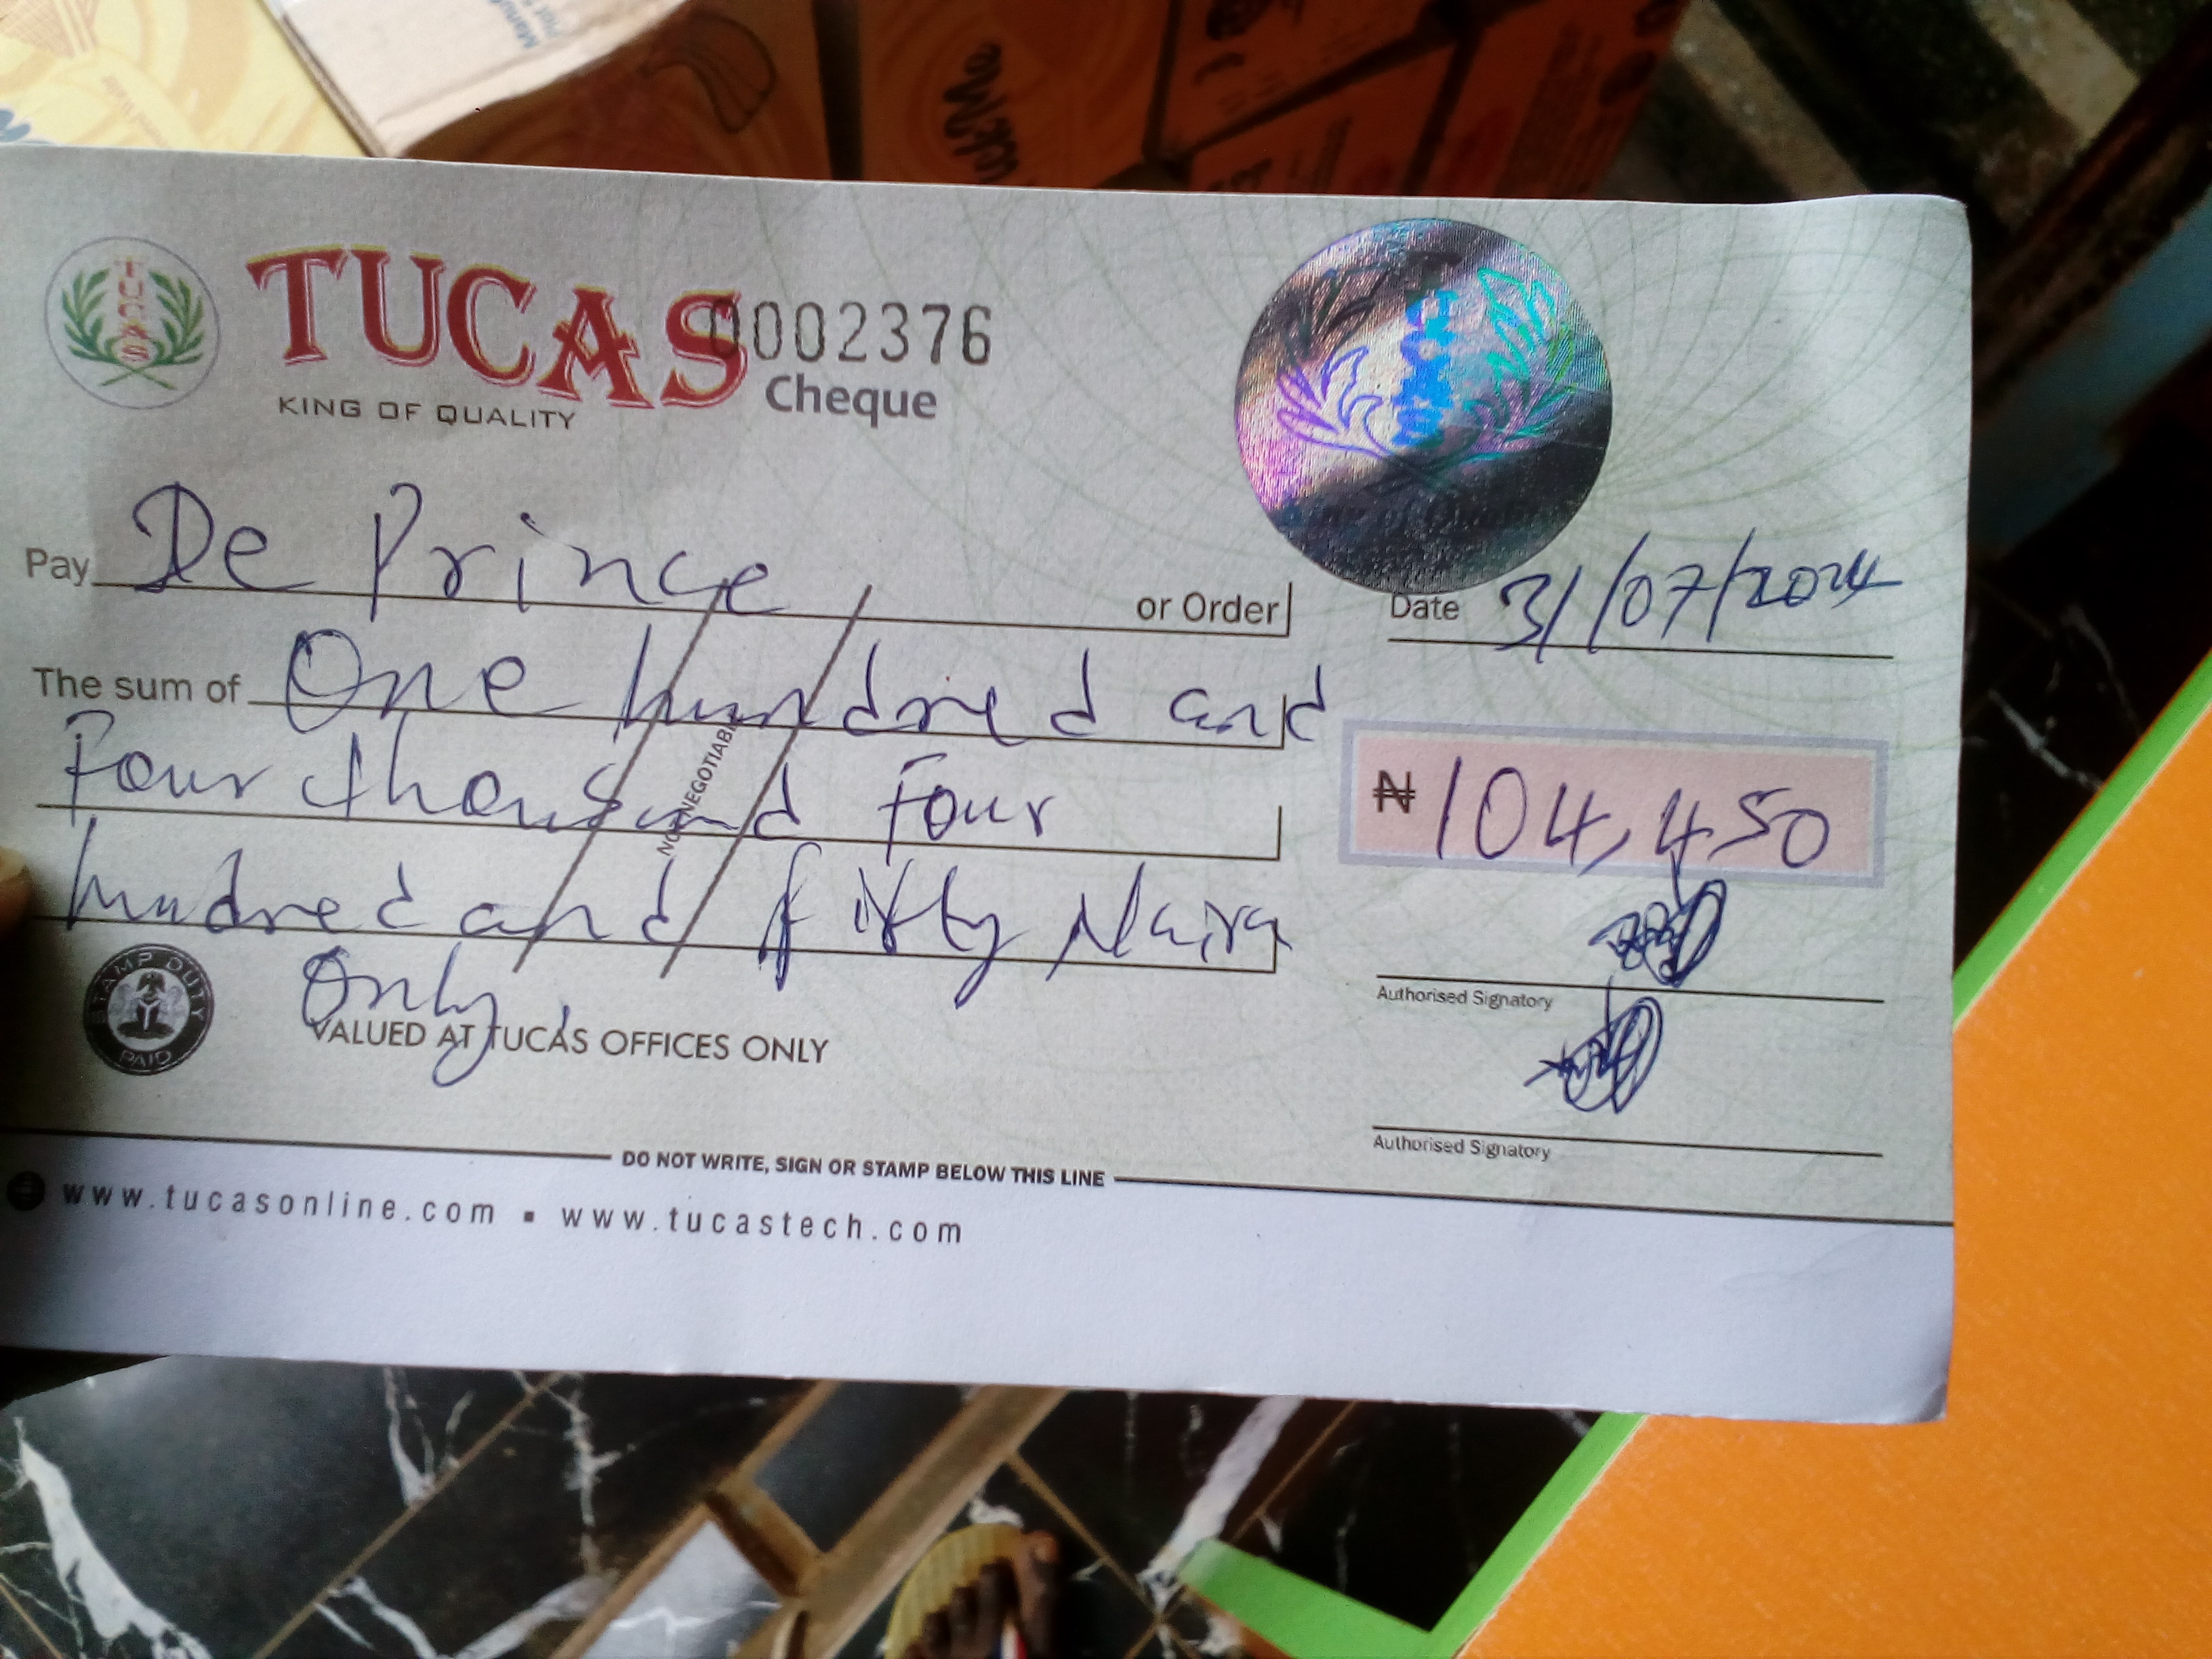 TUCAS
KING OF QUALITY
0002376
Cheque
Pay De Prince or Order
Date 31/07/2024
The sum of One hundred and
Four thousand Four
hundred and fifty Naira
Only.
NOT NEGOTIABLE
₦104,450
STAMP DUTY
PAID
VALUED AT TUCAS OFFICES ONLY
Authorised Signatory
Authorised Signatory
DO NOT WRITE, SIGN OR STAMP BELOW THIS LINE
www.tucasonline.com ▪ www.tucastech.com